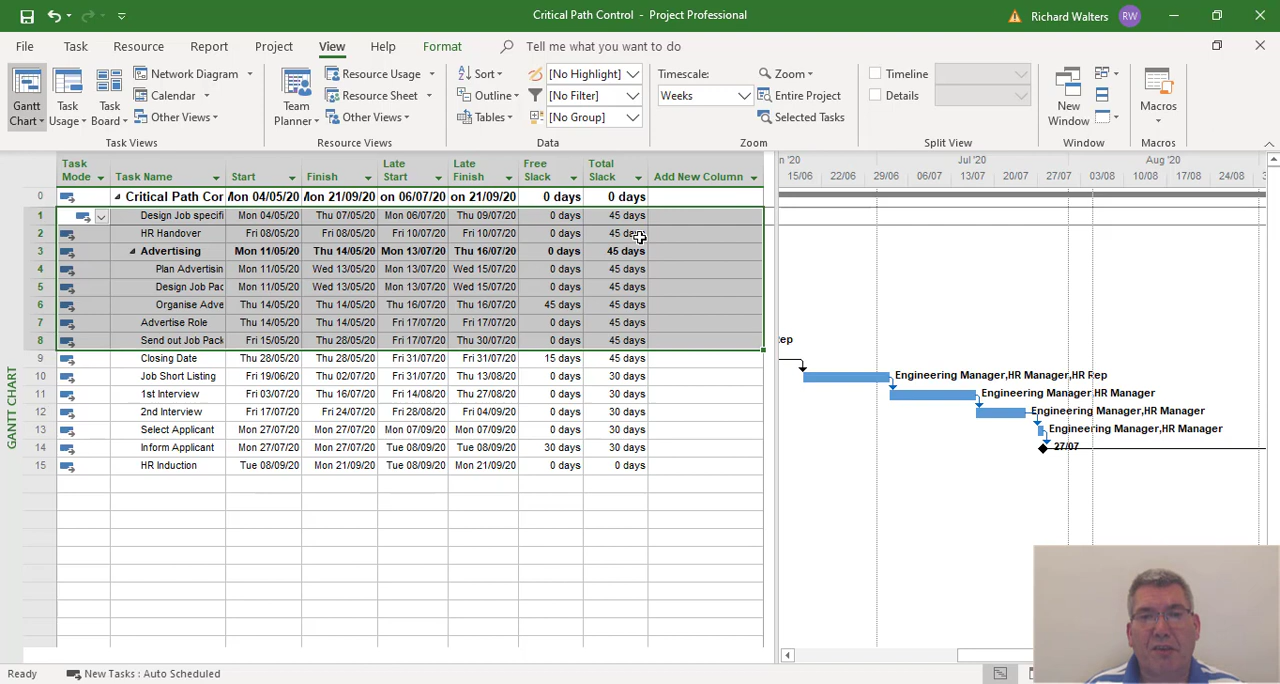 Critical Path Control - Project Professional
Richard Walters RW
File Task Resource Report Project View Help Format Tell me what you want to do
Gantt Chart
Task Usage
Task Board
Network Diagram
Calendar
Other Views
Task Views
Team Planner
Resource Usage
Resource Sheet
Other Views
Resource Views
Sort
Outline
Tables
[No Highlight]
[No Filter]
[No Group]
Data
Timescale:
Weeks
Zoom
Entire Project
Selected Tasks
Zoom
Timeline
Details
Split View
New Window
Window
Macros
Macros
Task Mode Task Name Start Finish Late Start Late Finish Free Slack Total Slack Add New Column
0 Critical Path Cor Mon 04/05/20 Mon 21/09/20 on 06/07/20 on 21/09/20 0 days 0 days
1 Design Job specifi Mon 04/05/20 Thu 07/05/20 Mon 06/07/20 Thu 09/07/20 0 days 45 days
2 HR Handover Fri 08/05/20 Fri 08/05/20 Fri 10/07/20 Fri 10/07/20 0 days 45 days
3 Advertising Mon 11/05/20 Thu 14/05/20 Mon 13/07/20 Thu 16/07/20 0 days 45 days
4 Plan Advertisin Mon 11/05/20 Wed 13/05/20 Mon 13/07/20 Wed 15/07/20 0 days 45 days
5 Design Job Pac Mon 11/05/20 Wed 13/05/20 Mon 13/07/20 Wed 15/07/20 0 days 45 days
6 Organise Adve Thu 14/05/20 Thu 14/05/20 Thu 16/07/20 Thu 16/07/20 45 days 45 days
7 Advertise Role Thu 14/05/20 Thu 14/05/20 Fri 17/07/20 Fri 17/07/20 0 days 45 days
8 Send out Job Pack Fri 15/05/20 Thu 28/05/20 Fri 17/07/20 Thu 30/07/20 0 days 45 days
9 Closing Date Thu 28/05/20 Thu 28/05/20 Fri 31/07/20 Fri 31/07/20 15 days 45 days
10 Job Short Listing Fri 19/06/20 Thu 02/07/20 Fri 31/07/20 Thu 13/08/20 0 days 30 days
11 1st Interview Fri 03/07/20 Thu 16/07/20 Fri 14/08/20 Thu 27/08/20 0 days 30 days
12 2nd Interview Fri 17/07/20 Fri 24/07/20 Fri 28/08/20 Fri 04/09/20 0 days 30 days
13 Select Applicant Mon 27/07/20 Mon 27/07/20 Mon 07/09/20 Mon 07/09/20 0 days 30 days
14 Inform Applicant Mon 27/07/20 Mon 27/07/20 Tue 08/09/20 Tue 08/09/20 30 days 30 days
15 HR Induction Tue 08/09/20 Mon 21/09/20 Tue 08/09/20 Mon 21/09/20 0 days 0 days
n '20 Jul '20 Aug '20
15/06 22/06 29/06 06/07 13/07 20/07 27/07 03/08 10/08 17/08 24/08 3
ep
Engineering Manager,HR Manager,HR Rep
Engineering Manager,HR Manager
Engineering Manager,HR Manager
Engineering Manager,HR Manager
27/07
GANTT CHART
Ready New Tasks : Auto Scheduled